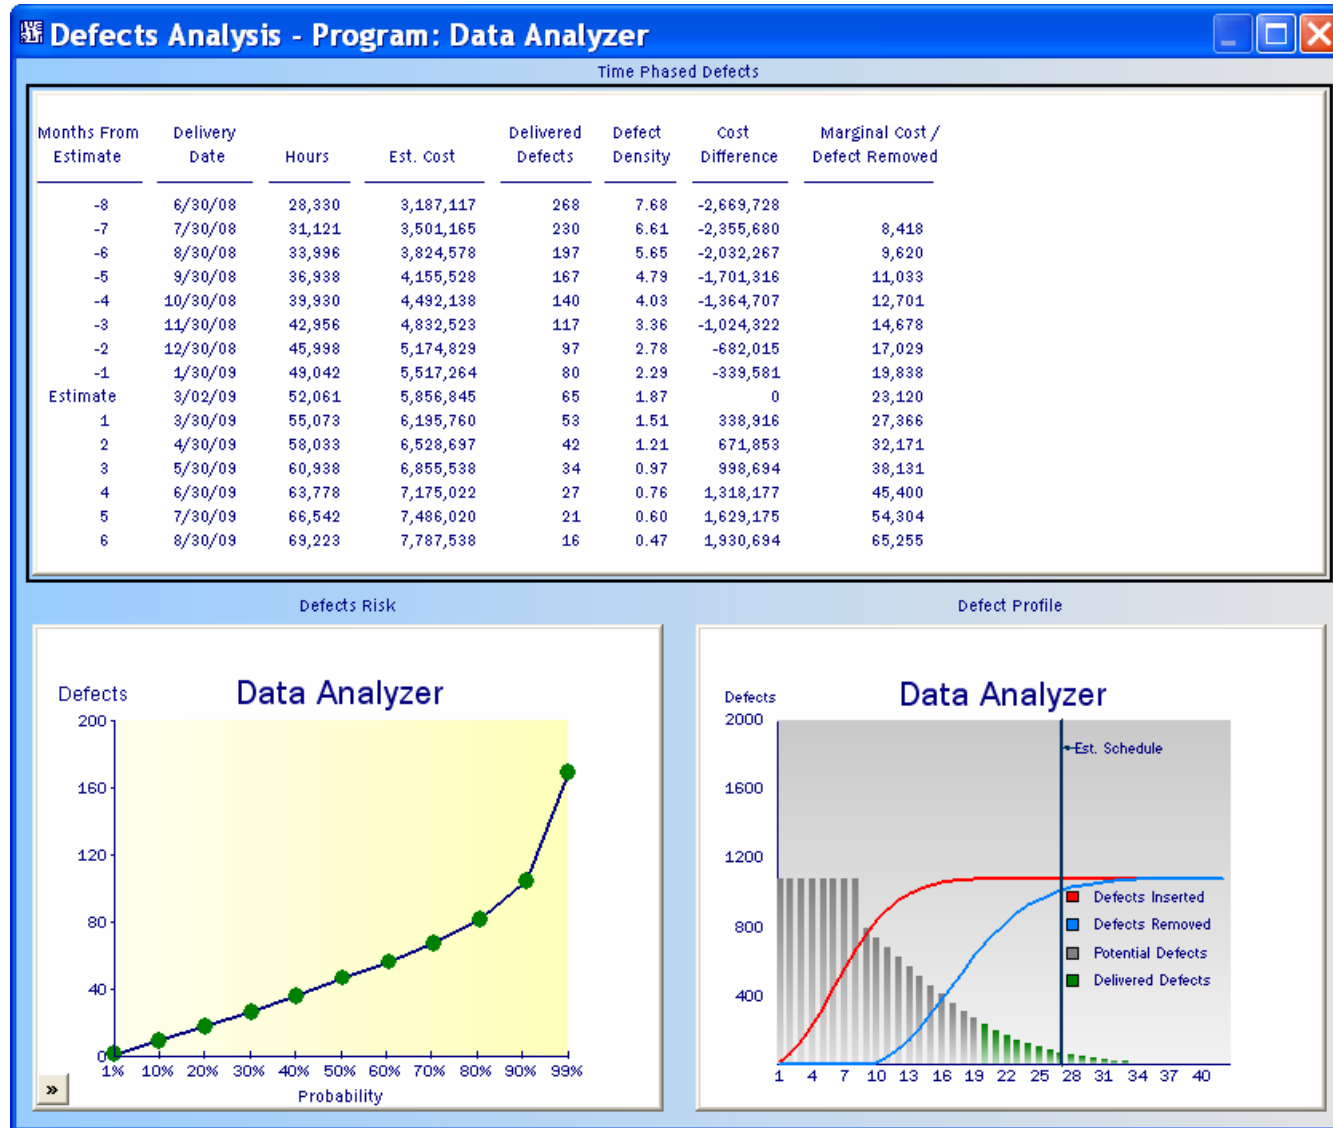 Defects Analysis - Program: Data Analyzer
Time Phased Defects
Months From Delivery Delivered Defect Cost Marginal Cost /
Estimate Date Hours Est. Cost Defects Density Difference Defect Removed
-8 6/30/08 28,330 3,187,117 268 7.68 -2,669,728
-7 7/30/08 31,121 3,501,165 230 6.61 -2,355,680 8,418
-6 8/30/08 33,996 3,824,578 197 5.65 -2,032,267 9,620
-5 9/30/08 36,938 4,155,528 167 4.79 -1,701,316 11,033
-4 10/30/08 39,930 4,492,138 140 4.03 -1,364,707 12,701
-3 11/30/08 42,956 4,832,523 117 3.36 -1,024,322 14,678
-2 12/30/08 45,998 5,174,829 97 2.78 -682,015 17,029
-1 1/30/09 49,042 5,517,264 80 2.29 -339,581 19,838
Estimate 3/02/09 52,061 5,856,845 65 1.87 0 23,120
1 3/30/09 55,073 6,195,760 53 1.51 338,916 27,366
2 4/30/09 58,033 6,528,697 42 1.21 671,853 32,171
3 5/30/09 60,938 6,855,538 34 0.97 998,694 38,131
4 6/30/09 63,778 7,175,022 27 0.76 1,318,177 45,400
5 7/30/09 66,542 7,486,020 21 0.60 1,629,175 54,304
6 8/30/09 69,223 7,787,538 16 0.47 1,930,694 65,255
Defects Risk
Defects Data Analyzer
200
160
120
80
40
0
1% 10% 20% 30% 40% 50% 60% 70% 80% 90% 99%
Probability
»
Defect Profile
Defects Data Analyzer
2000
Est. Schedule
1600
1200
Defects Inserted
800
Defects Removed
Potential Defects
Delivered Defects
400
1 4 7 10 13 16 19 22 25 28 31 34 37 40